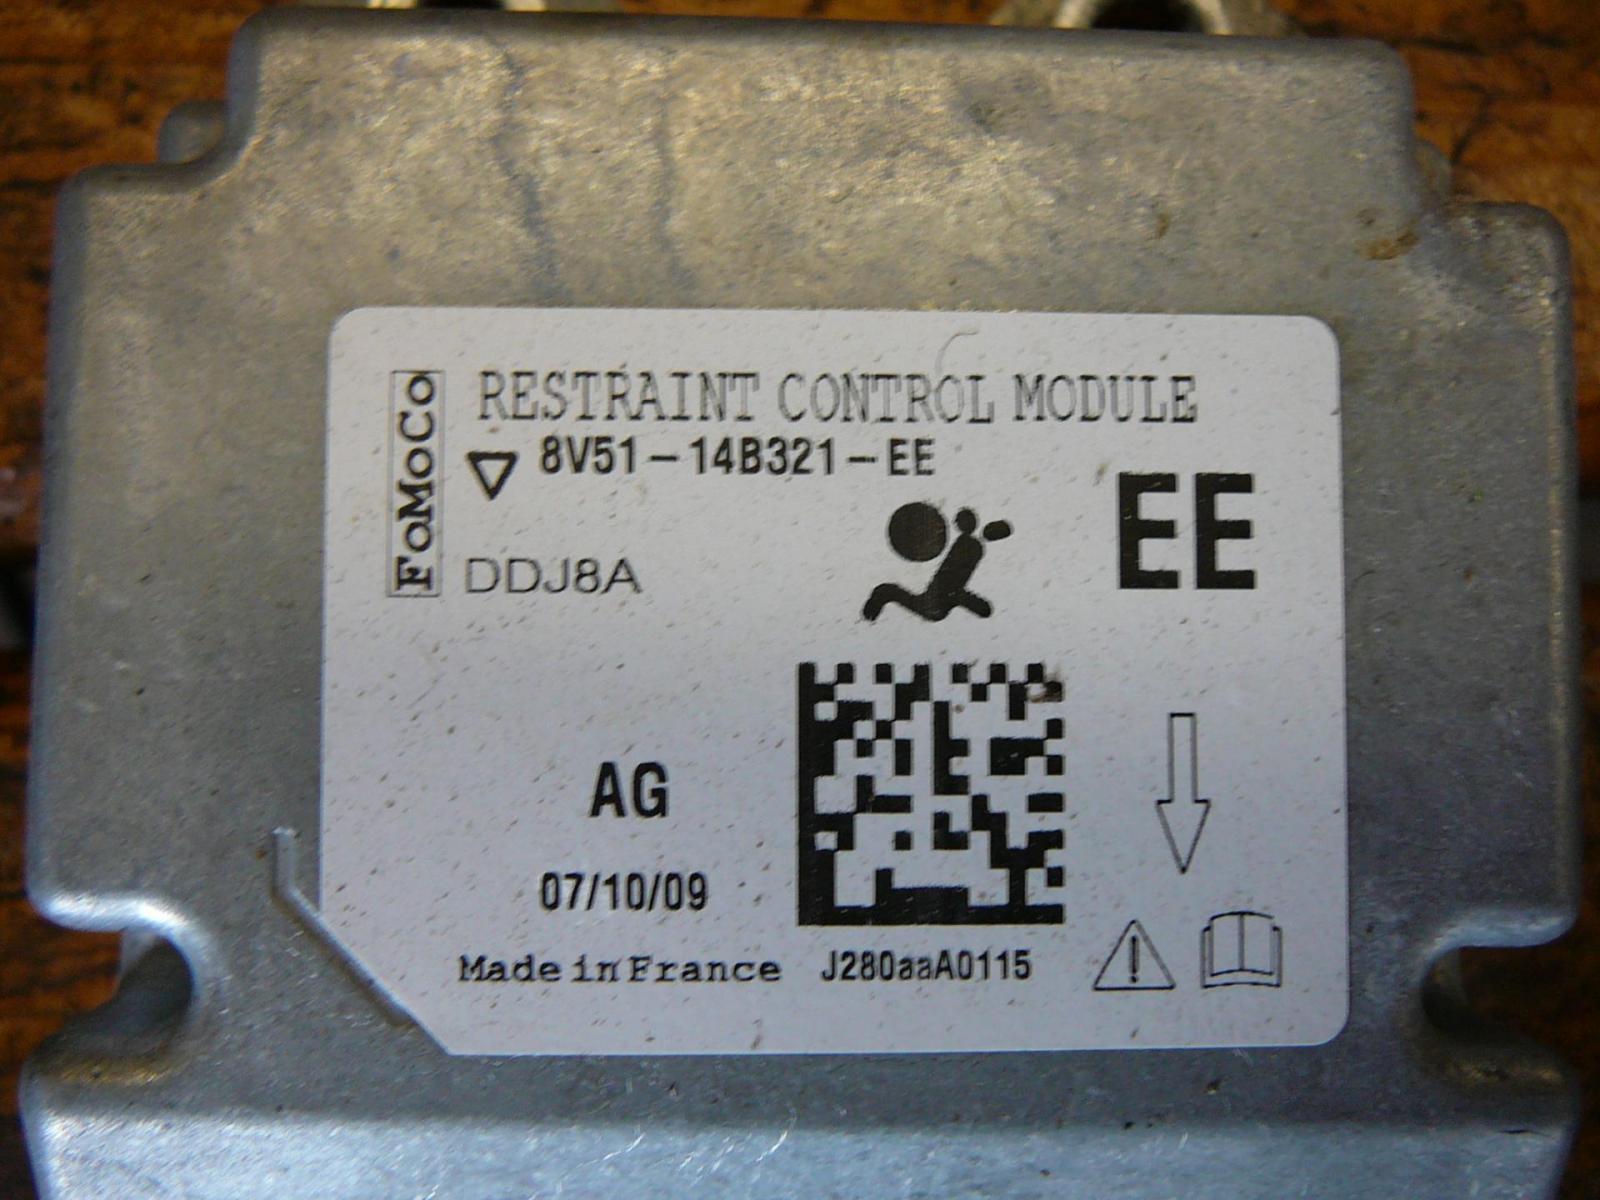 FoMoCo
RESTRAINT CONTROL MODULE
8V51-14B321-EE
EE
DDJ8A
AG
07/10/09
Made in France
J280aaA0115